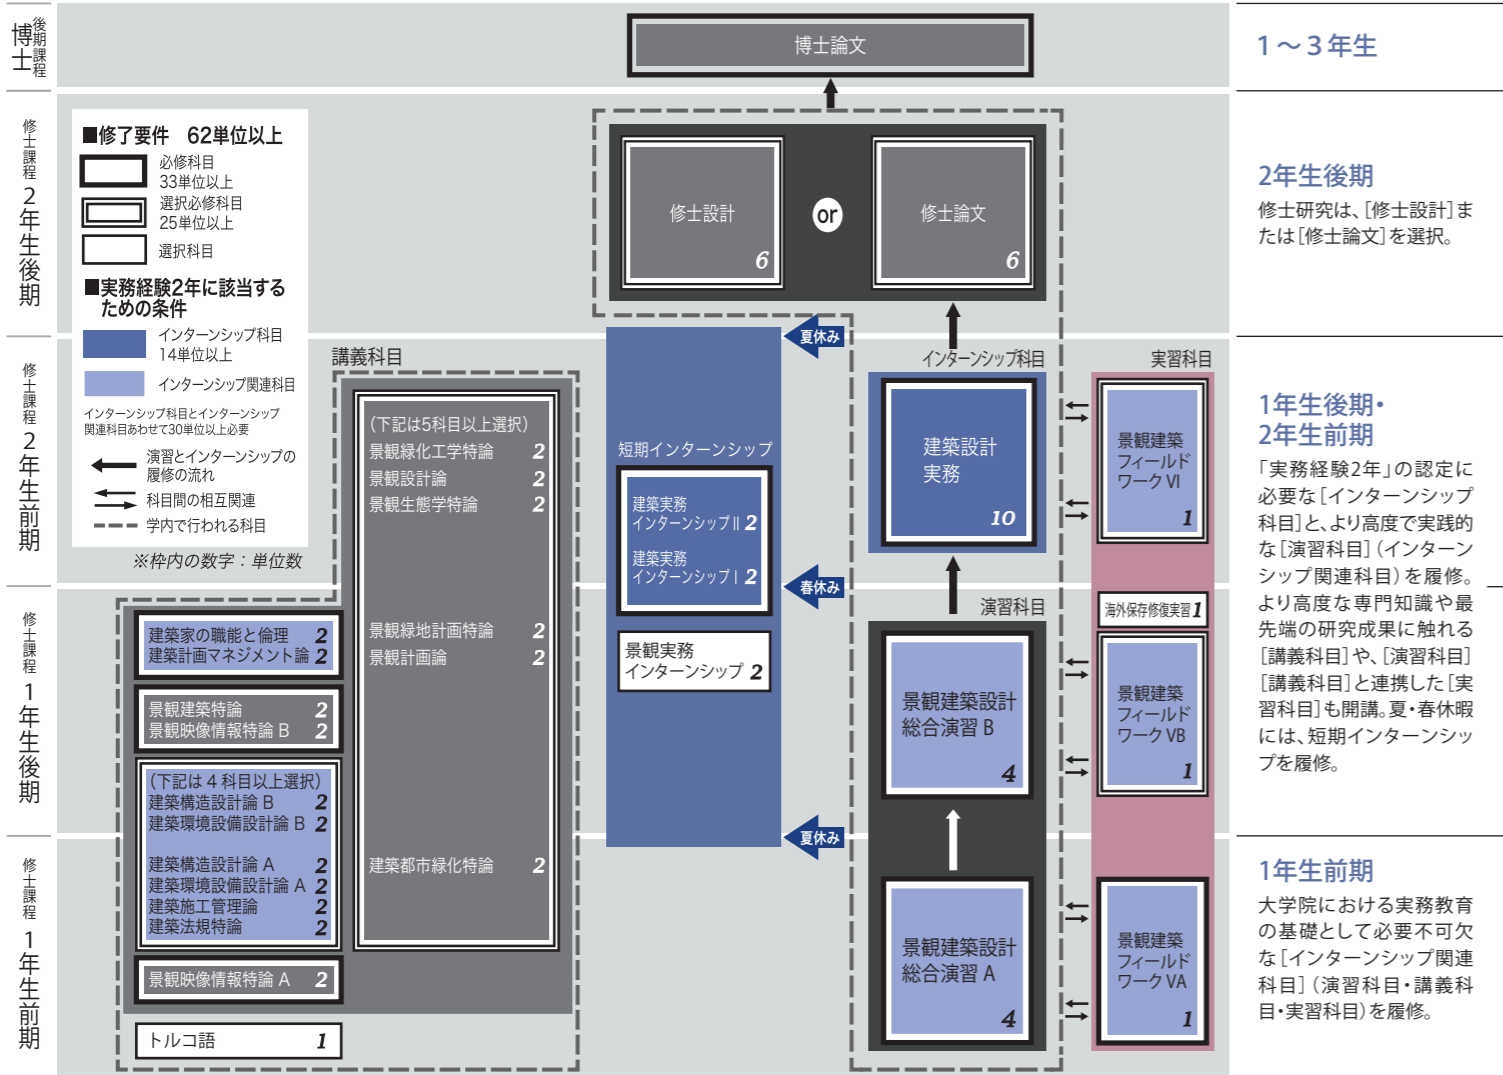 博士後期課程
博士論文
1～3年生
修士課程 2年生後期
■修了要件　62単位以上
必修科目
33単位以上
選択必修科目
25単位以上
選択科目
■実務経験2年に該当する
ための条件
インターンシップ科目
14単位以上
インターンシップ関連科目
インターンシップ科目とインターンシップ
関連科目あわせて30単位以上必要
演習とインターンシップの
履修の流れ
科目間の相互関連
学内で行われる科目
※枠内の数字：単位数
修士設計
6
or
修士論文
6
2年生後期
修士研究は、［修士設計］ま
たは［修士論文］を選択。
修士課程 2年生前期
講義科目
（下記は5科目以上選択）
景観緑化工学特論 2
景観設計論 2
景観生態学特論 2
景観緑地計画特論 2
景観計画論 2
建築都市緑化特論 2
夏休み
短期インターンシップ
建築実務
インターンシップⅡ 2
建築実務
インターンシップⅠ 2
春休み
景観実務
インターンシップ 2
夏休み
インターンシップ科目
建築設計
実務
10
実習科目
景観建築
フィールド
ワーク VI
1
1年生後期・
2年生前期
「実務経験2年」の認定に
必要な［インターンシップ
科目］と、より高度で実践的
な［演習科目］（インターン
シップ関連科目）を履修。
より高度な専門知識や最
先端の研究成果に触れる
［講義科目］や、［演習科目］
［講義科目］と連携した［実
習科目］も開講。夏・春休暇
には、短期インターンシッ
プを履修。
修士課程 1年生後期
建築家の職能と倫理 2
建築計画マネジメント論 2
景観建築特論 2
景観映像情報特論 B 2
（下記は 4 科目以上選択）
建築構造設計論 B 2
建築環境設備設計論 B 2
建築構造設計論 A 2
建築環境設備設計論 A 2
建築施工管理論 2
建築法規特論 2
景観映像情報特論 A 2
トルコ語 1
演習科目
景観建築設計
総合演習 B
4
海外保存修復実習 1
景観建築
フィールド
ワーク VB
1
修士課程 1年生前期
景観建築設計
総合演習 A
4
景観建築
フィールド
ワーク VA
1
1年生前期
大学院における実務教育
の基礎として必要不可欠
な［インターンシップ関連
科目］（演習科目・講義科
目・実習科目）を履修。